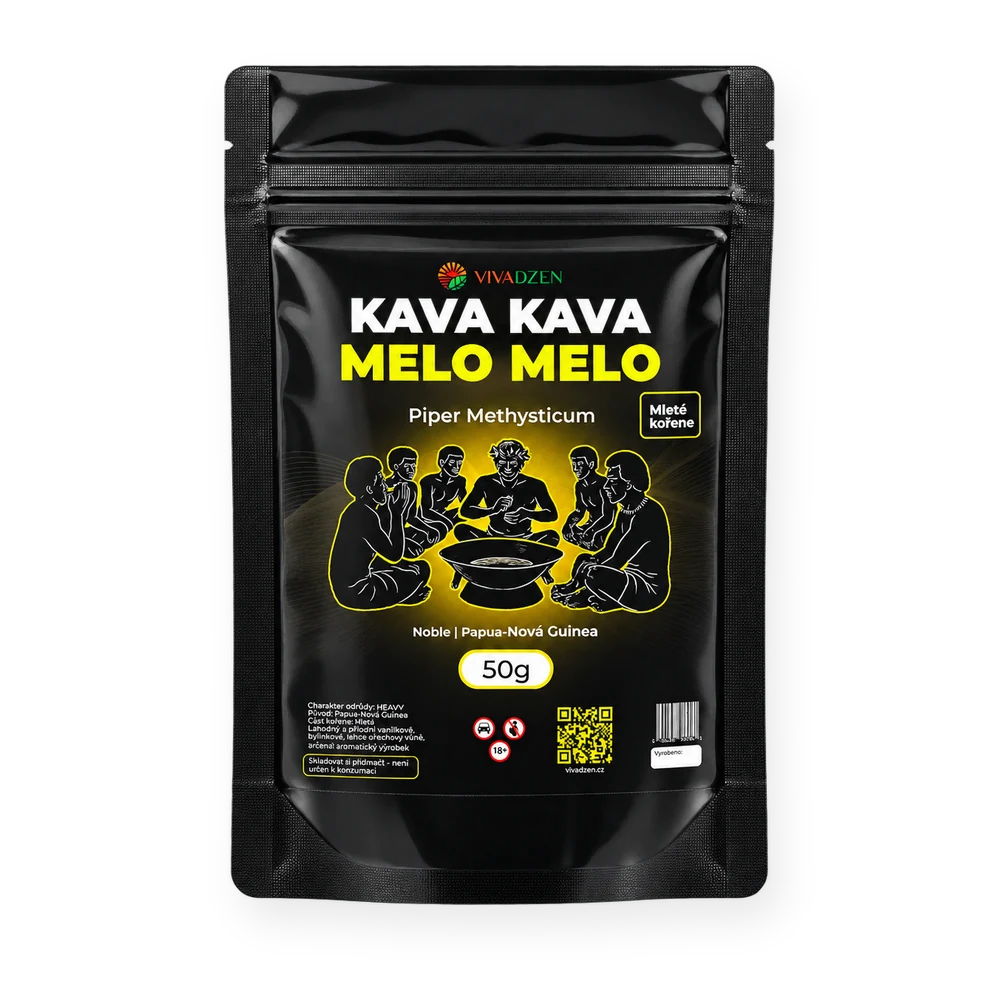 VIVADZEN
KAVA KAVA
MELO MELO
Piper Methysticum
Mleté
kořene
Noble | Papua-Nová Guinea
50g
Charakter odrůdy: HEAVY
Původ: Papua-Nová Guinea
Část kořene: Mletá
Lahodný a přiodní vanilkové,
bylinkové, lehce ořechovy vůně,
arčenal aromatický výrobek
Skladovat si přidmačt - není
určen k konzumaci
18+
vivadzen.cz
Vyrobeno: